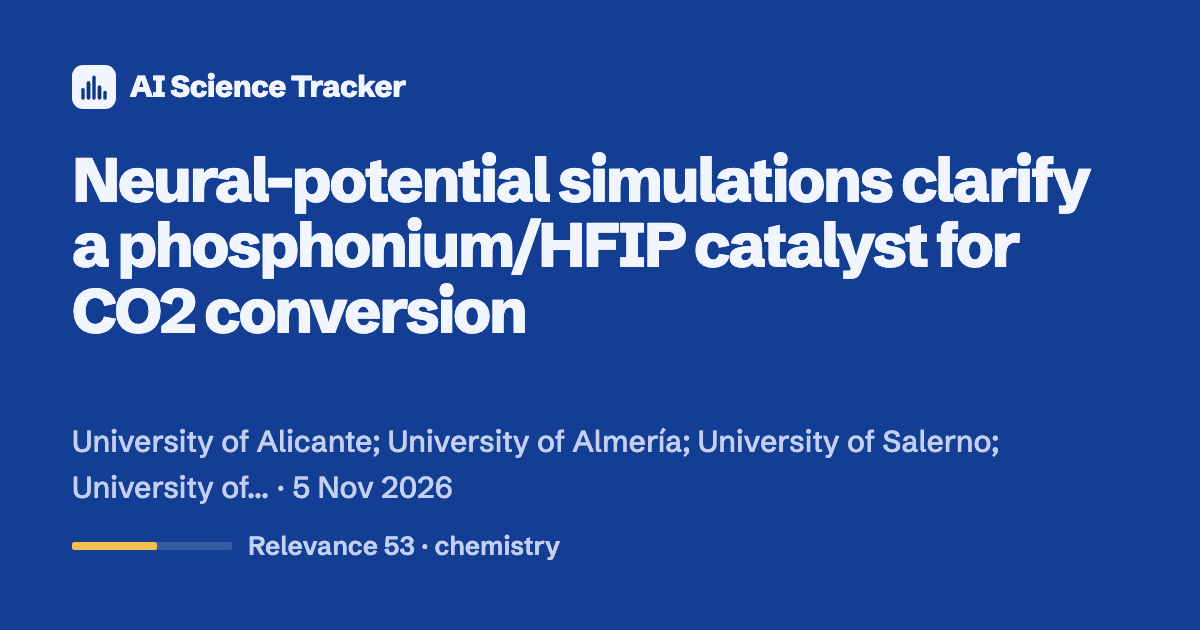 AI Science Tracker
Neural-potential simulations clarify
a phosphonium/HFIP catalyst for
CO2 conversion
University of Alicante; University of Almería; University of Salerno;
University of... · 5 Nov 2026
Relevance 53 · chemistry